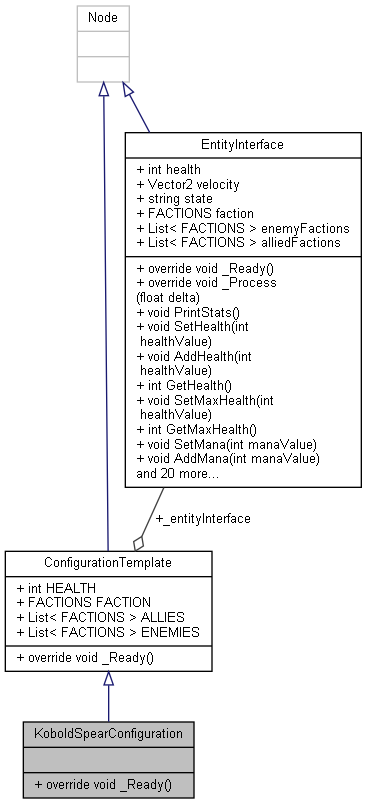 Node
EntityInterface
+ int health
+ Vector2 velocity
+ string state
+ FACTIONS faction
+ List< FACTIONS > enemyFactions
+ List< FACTIONS > alliedFactions
+ override void _Ready()
+ override void _Process
(float delta)
+ void PrintStats()
+ void SetHealth(int
healthValue)
+ void AddHealth(int
healthValue)
+ int GetHealth()
+ void SetMaxHealth(int
healthValue)
+ int GetMaxHealth()
+ void SetMana(int manaValue)
+ void AddMana(int manaValue)
and 20 more...
+_entityInterface
ConfigurationTemplate
+ int HEALTH
+ FACTIONS FACTION
+ List< FACTIONS > ALLIES
+ List< FACTIONS > ENEMIES
+ override void _Ready()
KoboldSpearConfiguration
+ override void _Ready()